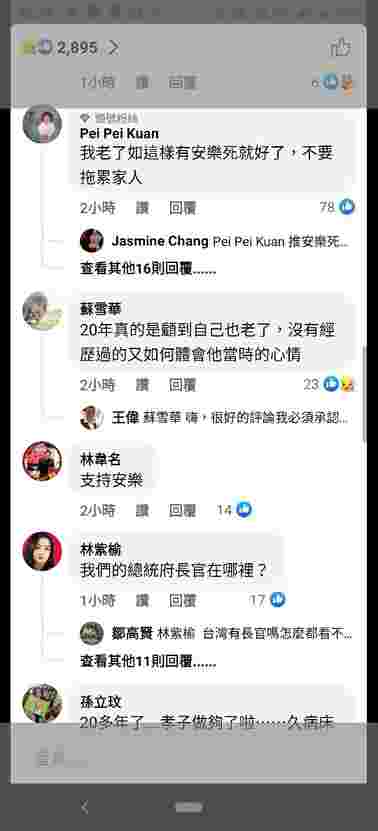 2,895
1小時 讚 回覆 6
頭號粉絲
Pei Pei Kuan
我老了如這樣有安樂死就好了，不要
拖累家人
2小時 讚 回覆 78
Jasmine Chang Pei Pei Kuan 推安樂死...
查看其他16則回覆......
蘇雪華
20年真的是顧到自己也老了，沒有經
歷過的又如何體會他當時的心情
2小時 讚 回覆 23
王偉 蘇雪華 嗨，很好的評論我必須承認...
林韋名
支持安樂
2小時 讚 回覆 14
林紫榆
我們的總統府長官在哪裡？
1小時 讚 回覆 17
鄒高賢 林紫榆 台灣有長官嗎怎麼都看不...
查看其他11則回覆......
孫立玟
20多年了...孝子做夠了啦⋯⋯久病床